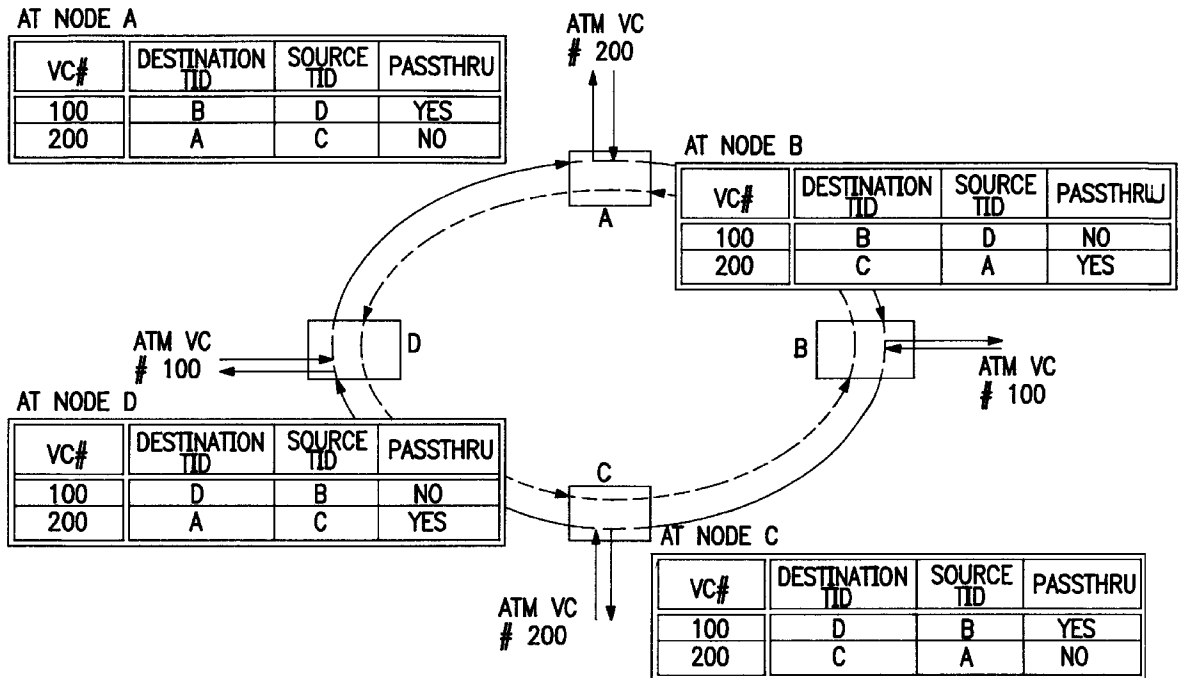 AT NODE A
VC# DESTINATION TID SOURCE TID PASSTHRU
100 B D YES
200 A C NO
ATM VC
# 200
A
AT NODE B
VC# DESTINATION TID SOURCE TID PASSTHRU
100 B D NO
200 C A YES
ATM VC
# 100
D
B
ATM VC
# 100
AT NODE D
VC# DESTINATION TID SOURCE TID PASSTHRU
100 D B NO
200 A C YES
C
ATM VC
# 200
AT NODE C
VC# DESTINATION TID SOURCE TID PASSTHRU
100 D B YES
200 C A NO